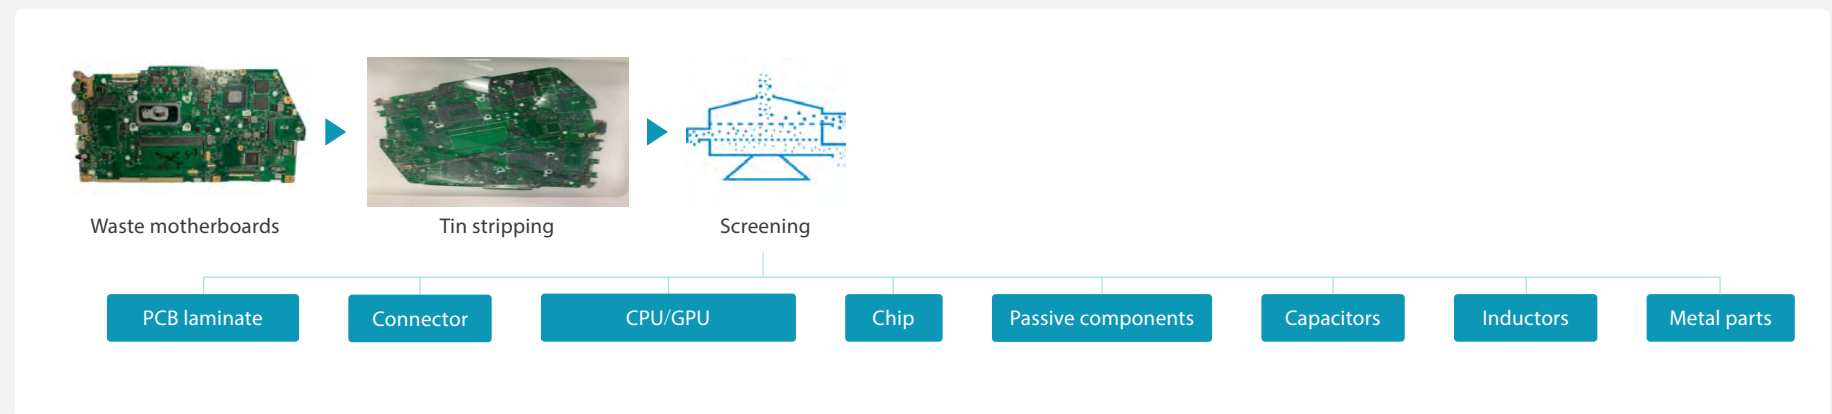 Waste motherboards
Tin stripping
Screening
PCB laminate
Connector
CPU/GPU
Chip
Passive components
Capacitors
Inductors
Metal parts